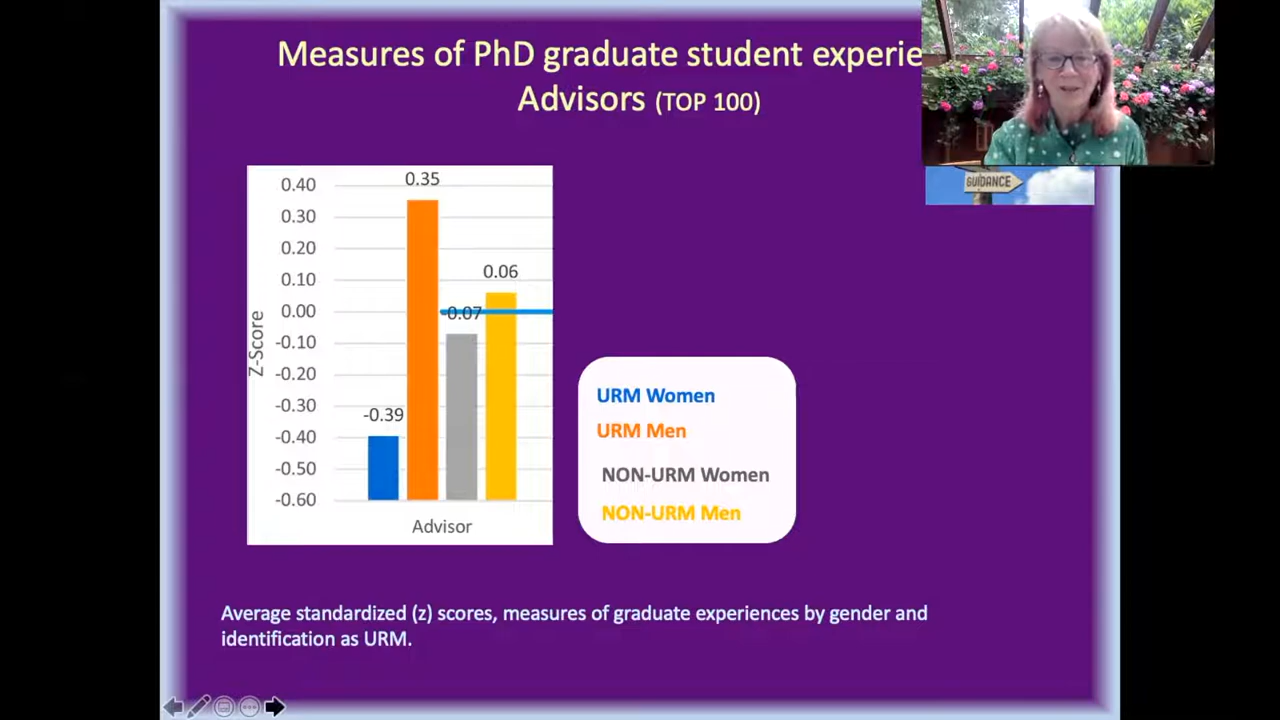 Measures of PhD graduate student experie
Advisors (TOP 100)
GUIDANCE
0.40
0.30
0.20
0.10
0.00
-0.10
-0.20
-0.30
-0.40
-0.50
-0.60
Z-Score
0.35
0.06
-0.07
-0.39
Advisor
URM Women
URM Men
NON-URM Women
NON-URM Men
Average standardized (z) scores, measures of graduate experiences by gender and
identification as URM.